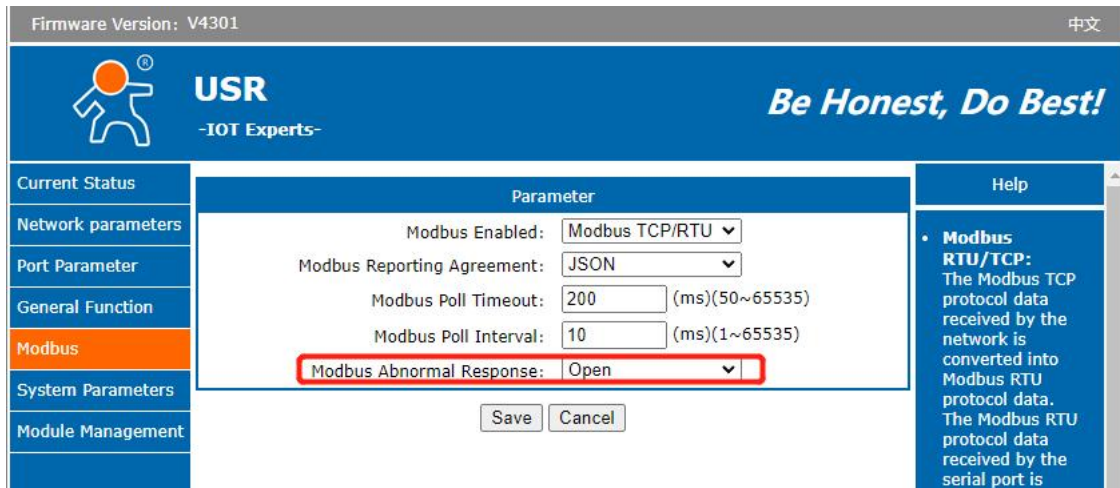 Firmware Version: V4301
中文
®
USR
-IOT Experts-
Be Honest, Do Best!
Current Status
Network parameters
Port Parameter
General Function
Modbus
System Parameters
Module Management
Parameter
Modbus Enabled: Modbus TCP/RTU
Modbus Reporting Agreement: JSON
Modbus Poll Timeout: 200 (ms)(50~65535)
Modbus Poll Interval: 10 (ms)(1~65535)
Modbus Abnormal Response: Open
Save Cancel
Help
• Modbus
RTU/TCP:
The Modbus TCP
protocol data
received by the
network is
converted into
Modbus RTU
protocol data.
The Modbus RTU
protocol data
received by the
serial port is